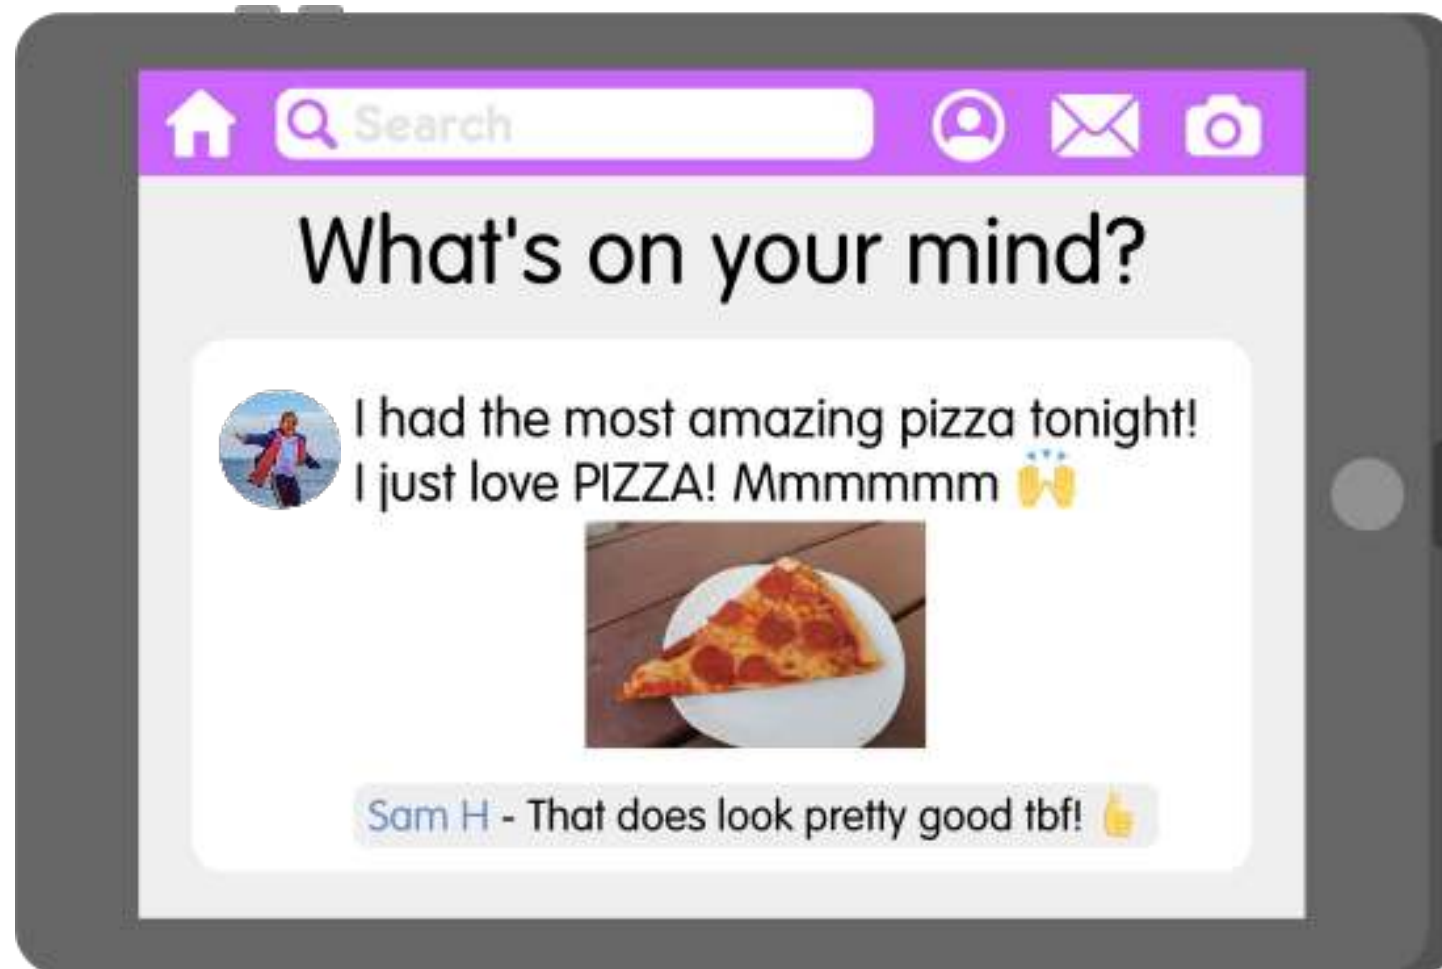 Search
What's on your mind?
I had the most amazing pizza tonight!
I just love PIZZA! Mmmmmm 🙌
Sam H - That does look pretty good tbf! 👍